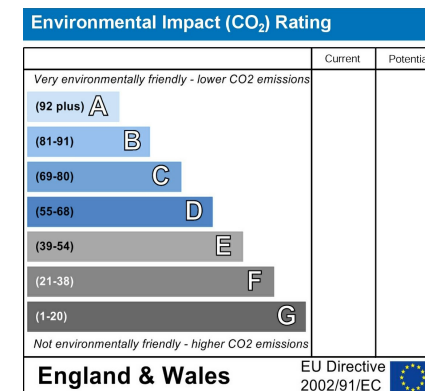 Environmental Impact (CO₂) Rating
Current Potentia
Very environmentally friendly - lower CO2 emissions
(92 plus) A
(81-91) B
(69-80) C
(55-68) D
(39-54) E
(21-38) F
(1-20) G
Not environmentally friendly - higher CO2 emissions
England & Wales
EU Directive
2002/91/EC